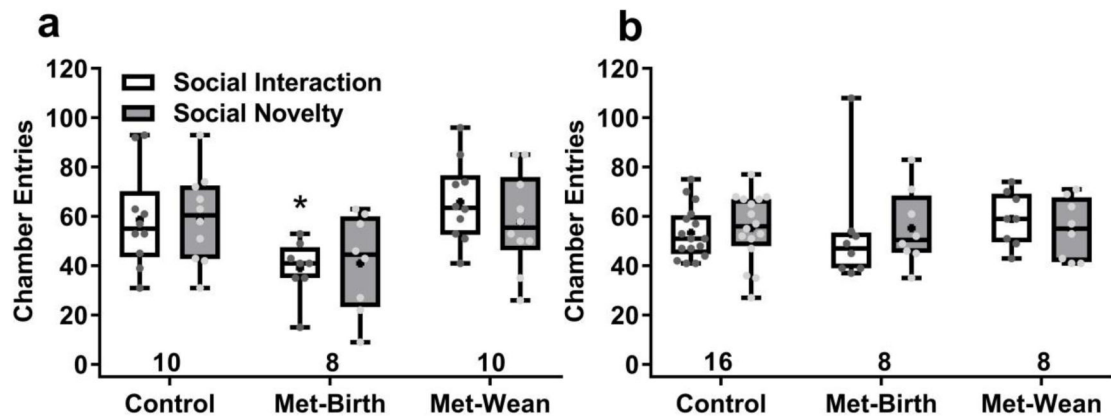 a
120
100
80
60
40
20
0
Chamber Entries
Social Interaction
Social Novelty
*
10
8
10
Control
Met-Birth
Met-Wean
b
120
100
80
60
40
20
0
Chamber Entries
16
8
8
Control
Met-Birth
Met-Wean